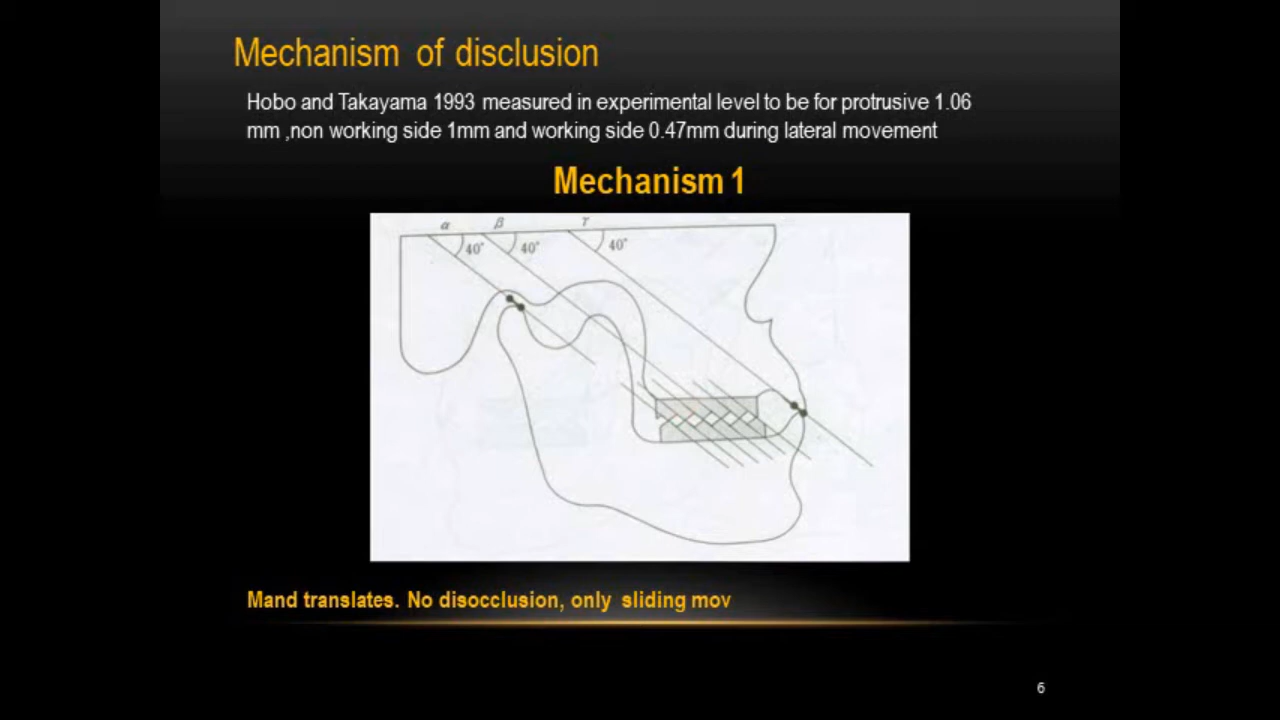 Mechanism of disclusion
Hobo and Takayama 1993 measured in experimental level to be for protrusive 1.06
mm ,non working side 1mm and working side 0.47mm during lateral movement
Mechanism 1
α β γ
40° 40° 40°
Mand translates. No disocclusion, only sliding mov
6